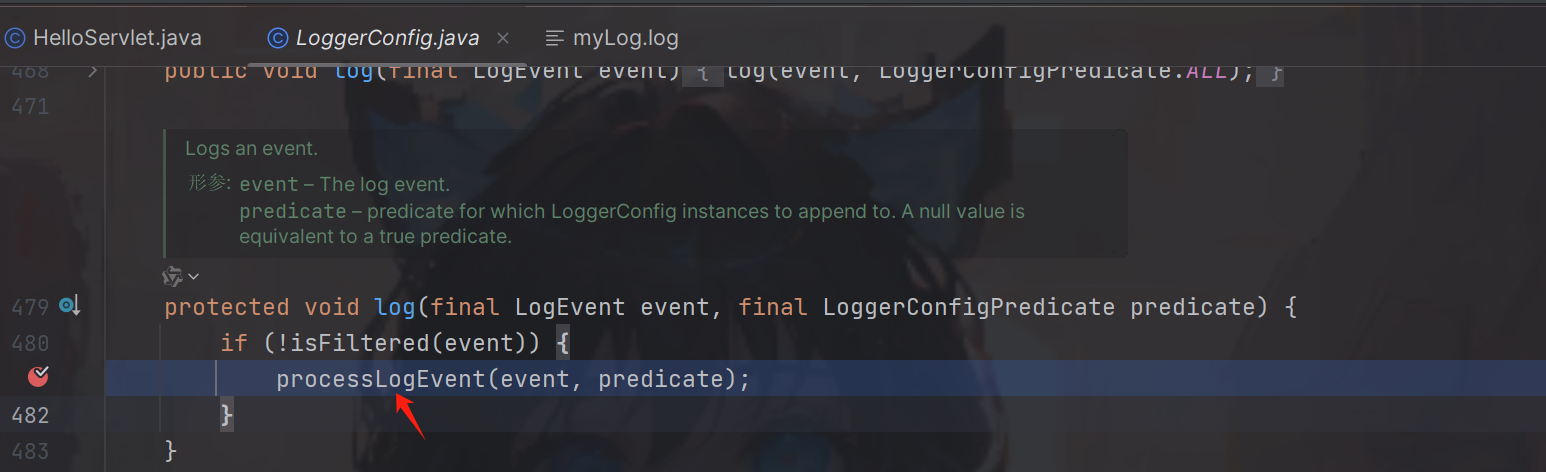 HelloServlet.java LoggerConfig.java myLog.log
468 public void log(final LogEvent event) { log(event, LoggerConfigPredicate.ALL); }
471
Logs an event.
形参: event – The log event.
predicate – predicate for which LoggerConfig instances to append to. A null value is
equivalent to a true predicate.
479 protected void log(final LogEvent event, final LoggerConfigPredicate predicate) {
480 if (!isFiltered(event)) {
processLogEvent(event, predicate);
482 }
483 }